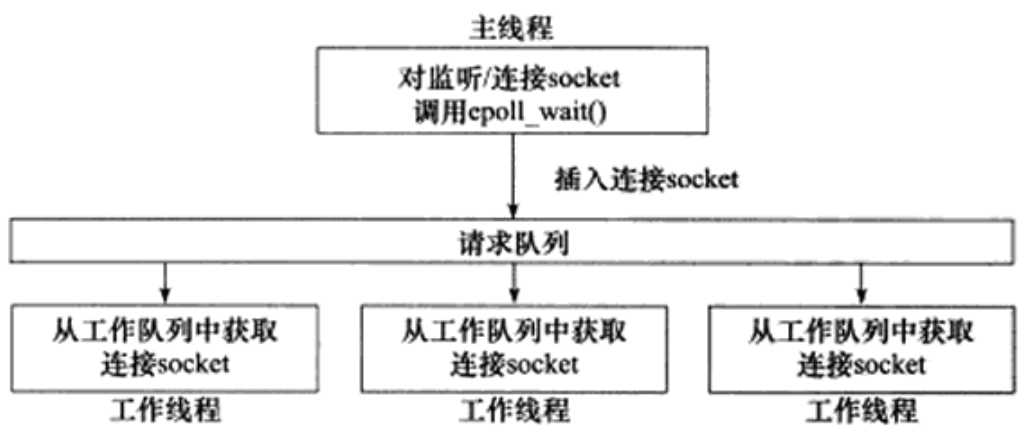 主线程
对监听/连接socket
调用epoll_wait()
插入连接socket
请求队列
从工作队列中获取
连接socket
从工作队列中获取
连接socket
从工作队列中获取
连接socket
工作线程
工作线程
工作线程